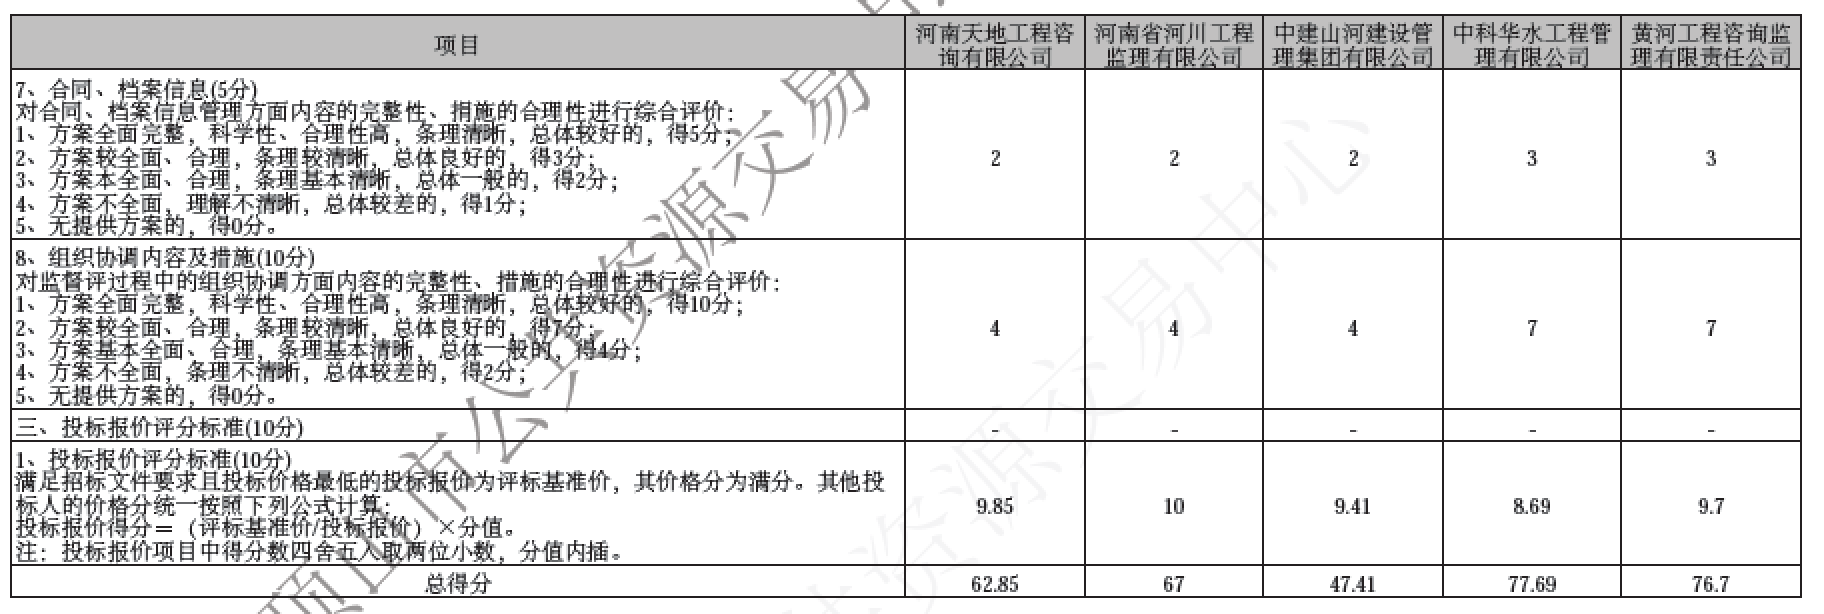 项目
河南天地工程咨询有限公司
河南省河川工程监理有限公司
中建山河建设管理集团有限公司
中科华水工程管理有限公司
黄河工程咨询监理有限责任公司
7、合同、档案信息(5分)
对合同、档案信息管理方面内容的完整性、措施的合理性进行综合评价：
1、方案全面完整，科学性、合理性高，条理清晰，总体较好的，得5分；
2、方案较全面、合理，条理较清晰，总体良好的，得3分；
3、方案本全面、合理，条理基本清晰，总体一般的，得2分；
4、方案不全面，理解不清晰，总体较差的，得1分；
5、无提供方案的，得0分。
2 2 2 3 3
8、组织协调内容及措施(10分)
对监督评过程中的组织协调方面内容的完整性、措施的合理性进行综合评价：
1、方案全面完整，科学性、合理性高，条理清晰，总体较好的，得10分；
2、方案较全面、合理，条理较清晰，总体良好的，得7分；
3、方案基本全面、合理，条理基本清晰，总体一般的，得4分；
4、方案不全面，条理不清晰，总体较差的，得2分；
5、无提供方案的，得0分。
4 4 4 7 7
三、投标报价评分标准(10分)
- - - - -
1、投标报价评分标准(10分)
满足招标文件要求且投标价格最低的投标报价为评标基准价，其价格分为满分。其他投
标人的价格分统一按照下列公式计算：
投标报价得分＝（评标基准价/投标报价）×分值。
注：投标报价项目中得分数四舍五入取两位小数，分值内插。
9.85 10 9.41 8.69 9.7
总得分 62.85 67 47.41 77.69 76.7
顶山市公共资源交易
资源交易中心